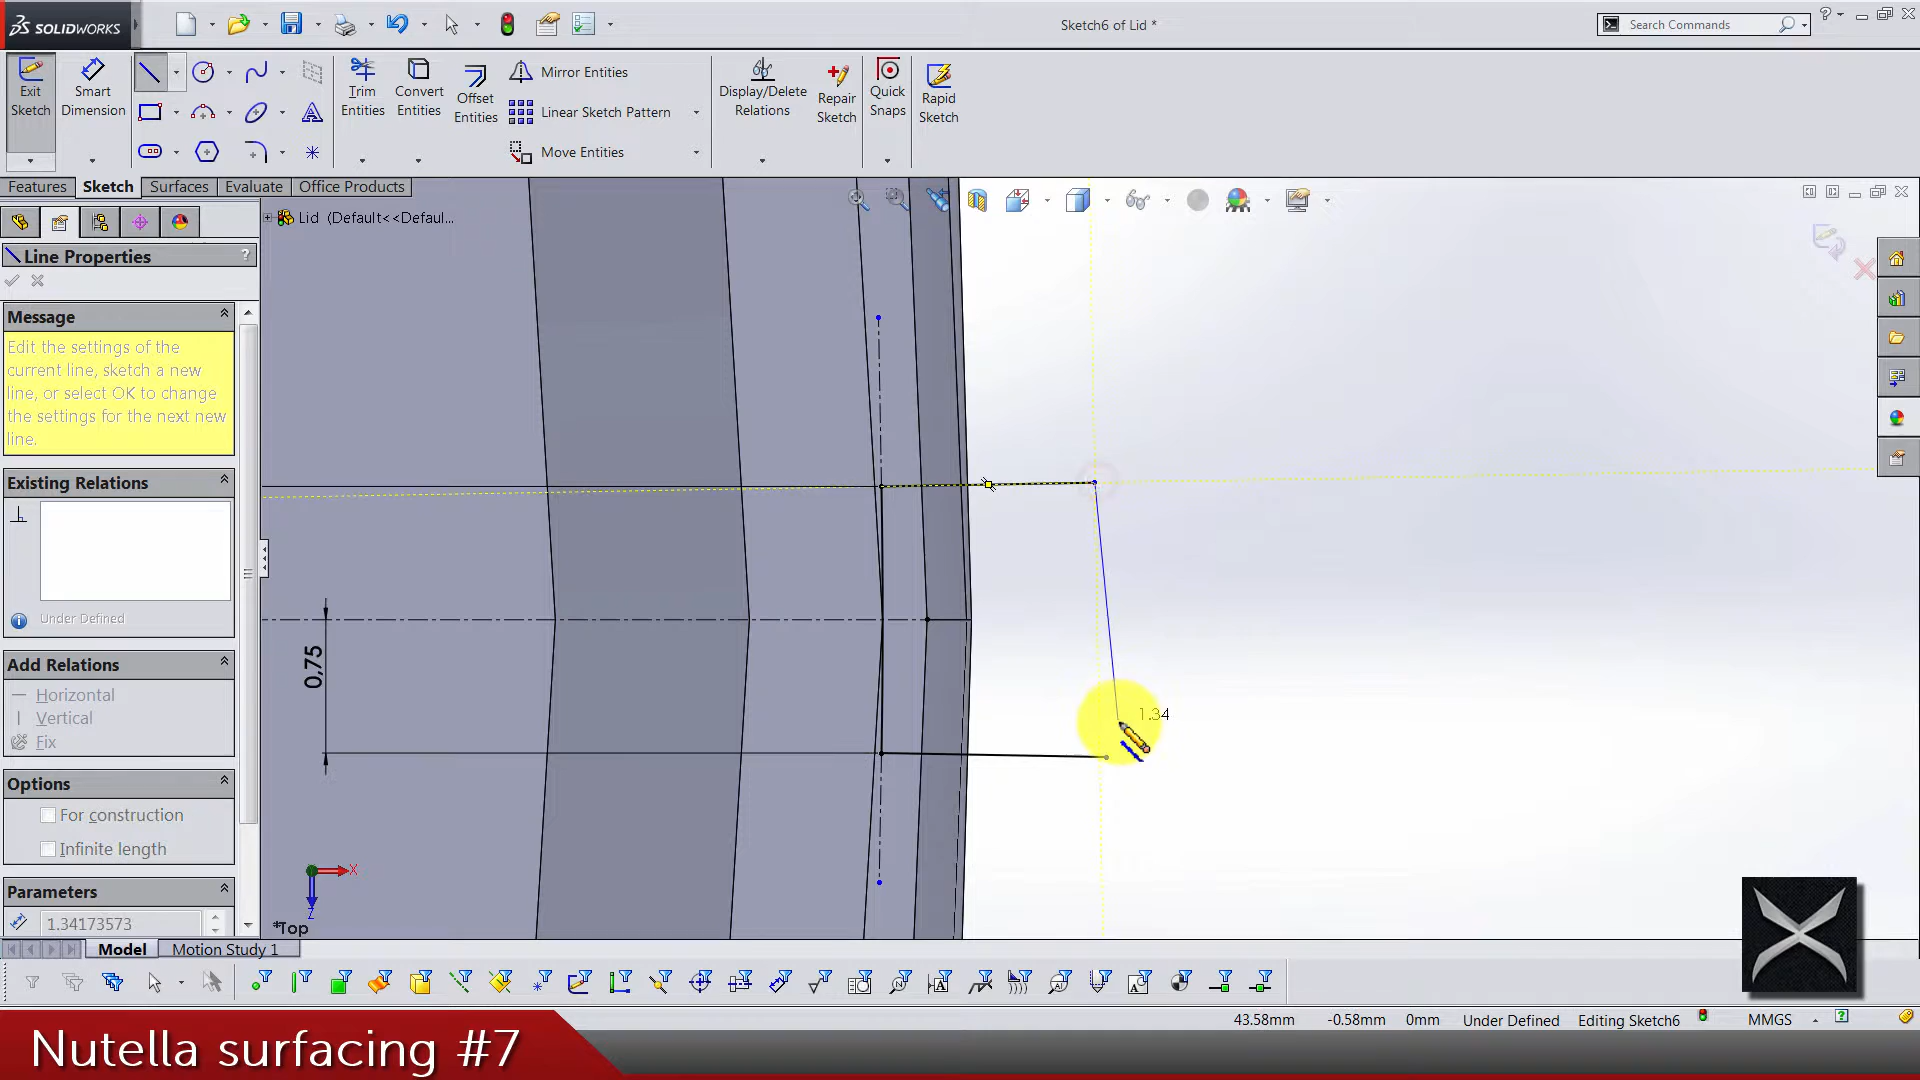 SOLIDWORKS
Sketch6 of Lid *
Search Commands
Exit
Sketch
Smart
Dimension
Trim
Entities
Convert
Entities
Offset
Entities
Mirror Entities
Linear Sketch Pattern
Move Entities
Display/Delete
Relations
Repair
Sketch
Quick
Snaps
Rapid
Sketch
Features
Sketch
Surfaces
Evaluate
Office Products
Lid (Default<<Defaul...
Line Properties
?
Message
Edit the settings of the
current line, sketch a new
line, or select OK to change
the settings for the next new
line.
Existing Relations
Under Defined
Add Relations
Horizontal
Vertical
Fix
Options
For construction
Infinite length
Parameters
1.34173573
0,75
1.34
X
Z
*Top
Model
Motion Study 1
43.58mm
-0.58mm
0mm
Under Defined
Editing Sketch6
MMGS
Nutella surfacing #7